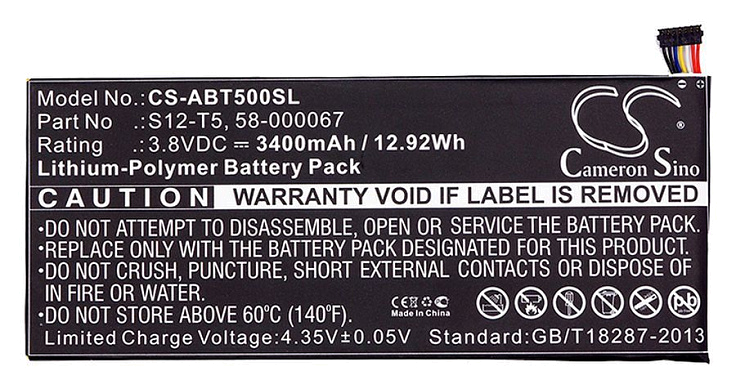 Model No.: CS-ABT500SL
Part No .: S12-T5, 58-000067
Rating .: 3.8VDC ⎓ 3400mAh / 12.92Wh
Lithium-Polymer Battery Pack
CS
Cameron Sino
CAUTION WARRANTY VOID IF LABEL IS REMOVED
•DO NOT ATTEMPT TO DISASSEMBLE, OPEN OR SERVICE THE BATTERY PACK.
•REPLACE ONLY WITH THE BATTERY PACK DESIGNATED FOR THIS PRODUCT.
•DO NOT CRUSH, PUNCTURE, SHORT EXTERNAL CONTACTS OR DISPOSE OF
IN FIRE OR WATER.
•DO NOT STORE ABOVE 60°C (140°F).
CE
Made In China
Pb
Limited Charge Voltage: 4.35V±0.05V Standard:GB/T18287-2013